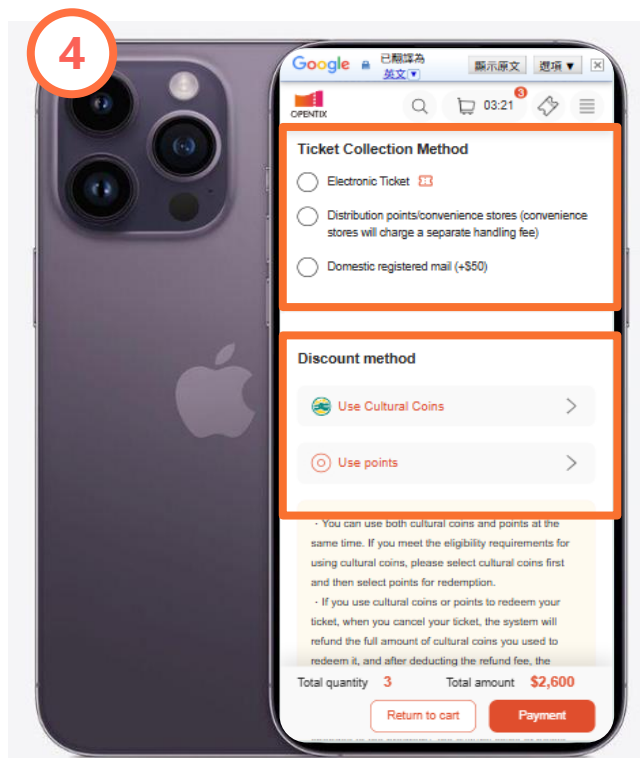 4
Google 已翻譯為 英文▼ 顯示原文 選項 ▼
OPENTIX 03:21 3
Ticket Collection Method
Electronic Ticket
Distribution points/convenience stores (convenience
stores will charge a separate handling fee)
Domestic registered mail (+$50)
Discount method
Use Cultural Coins
Use points
· You can use both cultural coins and points at the
same time. If you meet the eligibility requirements for
using cultural coins, please select cultural coins first
and then select points for redemption.
· If you use cultural coins or points to redeem your
ticket, when you cancel your ticket, the system will
refund the full amount of cultural coins you used to
redeem it, and after deducting the refund fee, the
Total quantity 3 Total amount $2,600
Return to cart Payment